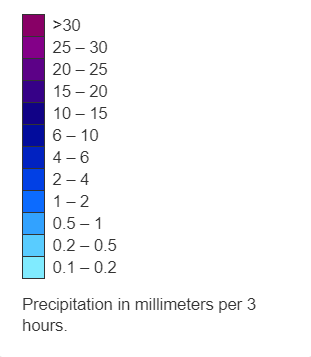 >30
25 – 30
20 – 25
15 – 20
10 – 15
6 – 10
4 – 6
2 – 4
1 – 2
0.5 – 1
0.2 – 0.5
0.1 – 0.2
Precipitation in millimeters per 3
hours.